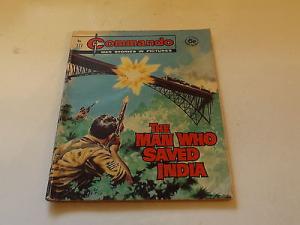 Commando
WAR STORIES IN PICTURES
THE
MAN WHO
SAVED
INDIA